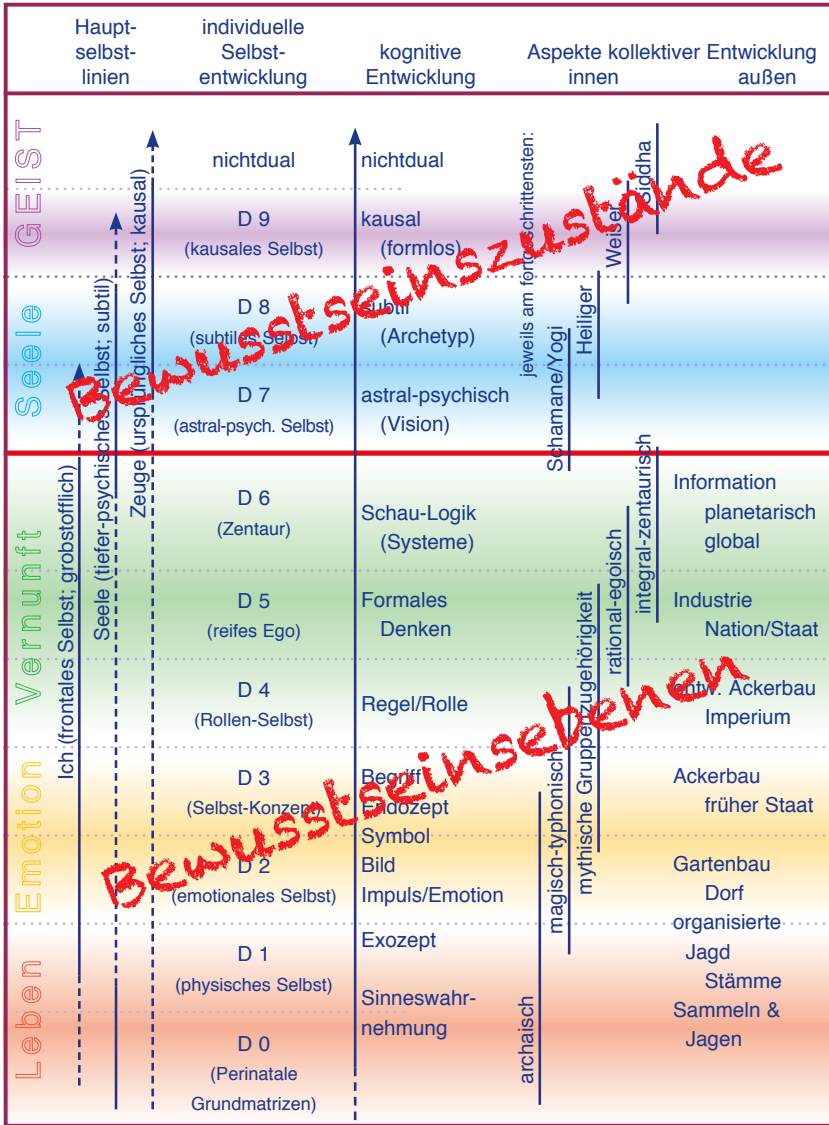 Haupt-
selbst-
linien
individuelle
Selbst-
entwicklung
kognitive
Entwicklung
Aspekte kollektiver Entwicklung
innen
außen
GEIST
Seele
Vernunft
Emotion
Leben
Ich (frontales Selbst; grobstofflich)
Seele (tiefer-psychisches Selbst; subtil)
Zeuge (ursprüngliches Selbst; kausal)
nichtdual
D 9
(kausales Selbst)
D 8
(subtiles Selbst)
D 7
(astral-psych. Selbst)
D 6
(Zentaur)
D 5
(reifes Ego)
D 4
(Rollen-Selbst)
D 3
(Selbst-Konzept)
D 2
(emotionales Selbst)
D 1
(physisches Selbst)
D 0
(Perinatale
Grundmatrizen)
nichtdual
kausal
(formlos)
subtil
(Archetyp)
astral-psychisch
(Vision)
Schau-Logik
(Systeme)
Formales
Denken
Regel/Rolle
Begriff
Endozept
Symbol
Bild
Impuls/Emotion
Exozept
Sinneswahr-
nehmung
jeweils am fortgeschrittensten:
Schamane/Yogi
Heiliger
Weiser
Siddha
archaisch
magisch-typhonisch
mythische Gruppenzugehörigkeit
rational-egoisch
integral-zentaurisch
Information
planetarisch
global
Industrie
Nation/Staat
entw. Ackerbau
Imperium
Ackerbau
früher Staat
Gartenbau
Dorf
organisierte
Jagd
Stämme
Sammeln &
Jagen
Bewusstseinszustände
Bewusstseinsebenen